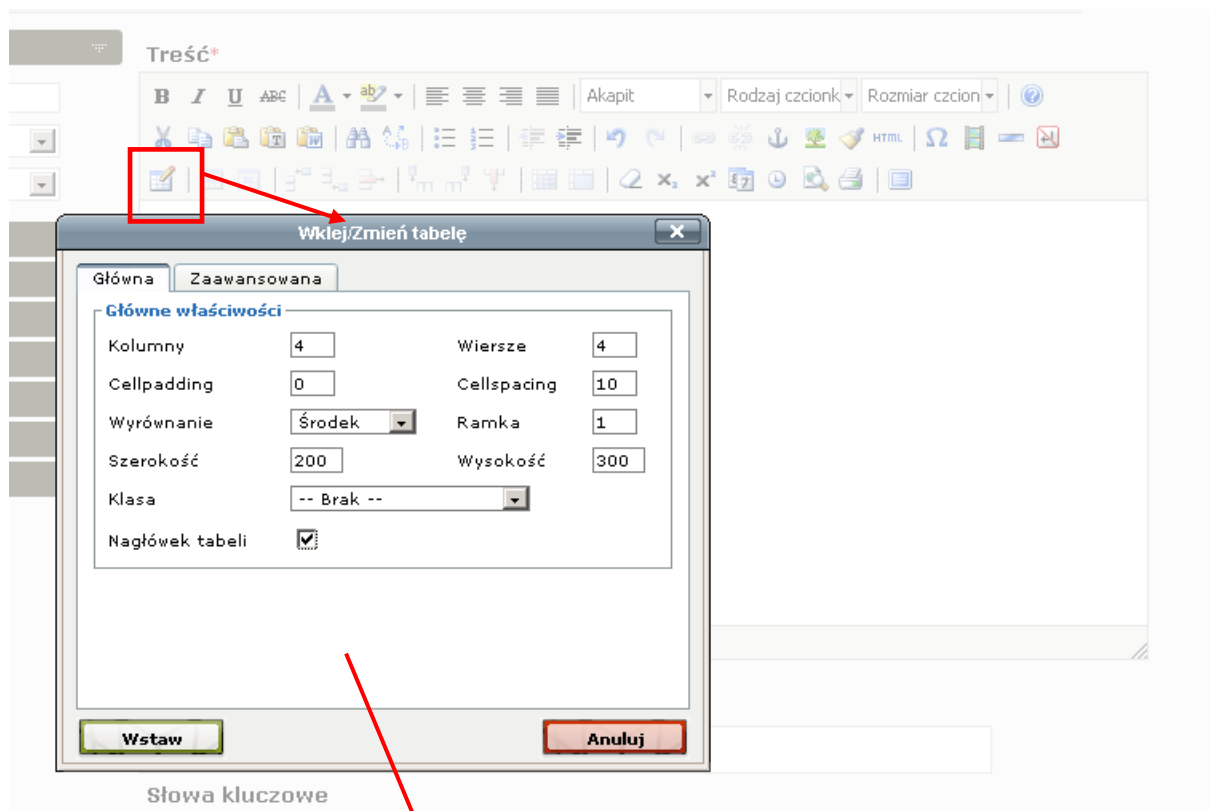 Treść*
B I U ABC A ab Akapit Rodzaj czcionk Rozmiar czcion
HTML Ω
Wklej/Zmień tabelę
Główna Zaawansowana
Główne właściwości
Kolumny 4 Wiersze 4
Cellpadding 0 Cellspacing 10
Wyrównanie Środek Ramka 1
Szerokość 200 Wysokość 300
Klasa -- Brak --
Nagłówek tabeli
Wstaw Anuluj
Słowa kluczowe